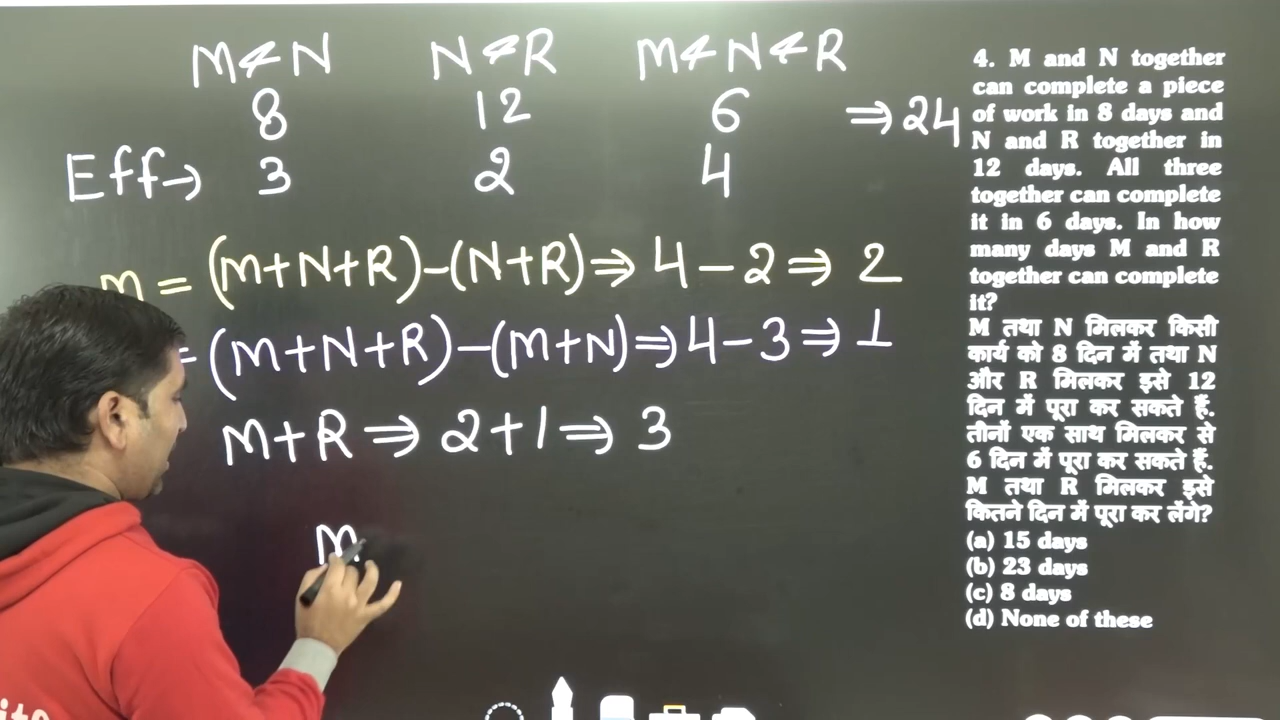 M & N N & R M & N & R
8 12 6 ⇒ 24
Eff → 3 2 4
m = (M+N+R)-(N+R) ⇒ 4-2 ⇒ 2
= (M+N+R)-(M+N) ⇒ 4-3 ⇒ 1
M+R ⇒ 2+1 ⇒ 3
M
4. M and N together
can complete a piece
of work in 8 days and
N and R together in
12 days. All three
together can complete
it in 6 days. In how
many days M and R
together can complete
it?
M तथा N मिलकर किसी
कार्य को 8 दिन में तथा N
और R मिलकर इसे 12
दिन में पूरा कर सकते हैं.
तीनों एक साथ मिलकर से
6 दिन में पूरा कर सकते हैं.
M तथा R मिलकर इसे
कितने दिन में पूरा कर लेंगे?
(a) 15 days
(b) 23 days
(c) 8 days
(d) None of these